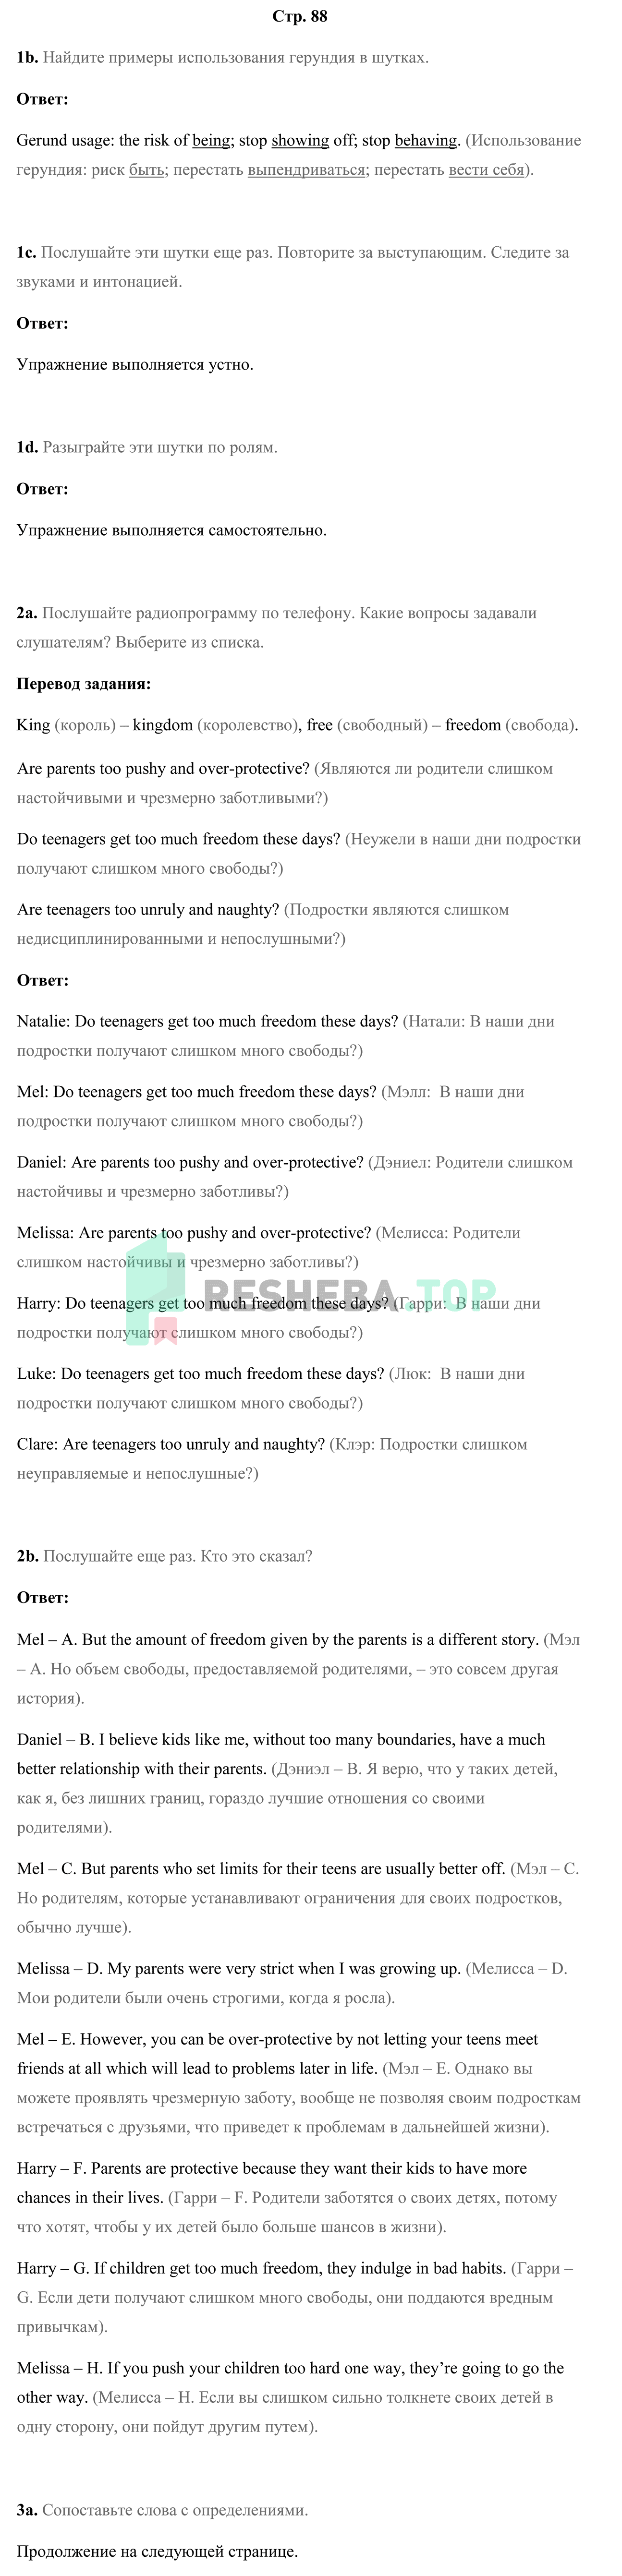 Стр. 88
1b. Найдите примеры использования герундия в шутках.
Ответ:
Gerund usage: the risk of being; stop showing off; stop behaving. (Использование
герундия: риск быть; перестать выпендриваться; перестать вести себя).
1c. Послушайте эти шутки еще раз. Повторите за выступающим. Следите за
звуками и интонацией.
Ответ:
Упражнение выполняется устно.
1d. Разыграйте эти шутки по ролям.
Ответ:
Упражнение выполняется самостоятельно.
2a. Послушайте радиопрограмму по телефону. Какие вопросы задавали
слушателям? Выберите из списка.
Перевод задания:
King (король) – kingdom (королевство), free (свободный) – freedom (свобода).
Are parents too pushy and over-protective? (Являются ли родители слишком
настойчивыми и чрезмерно заботливыми?)
Do teenagers get too much freedom these days? (Неужели в наши дни подростки
получают слишком много свободы?)
Are teenagers too unruly and naughty? (Подростки являются слишком
недисциплинированными и непослушными?)
Ответ:
Natalie: Do teenagers get too much freedom these days? (Натали: В наши дни
подростки получают слишком много свободы?)
Mel: Do teenagers get too much freedom these days? (Мэлл:  В наши дни
подростки получают слишком много свободы?)
Daniel: Are parents too pushy and over-protective? (Дэниел: Родители слишком
настойчивы и чрезмерно заботливы?)
Melissa: Are parents too pushy and over-protective? (Мелисса: Родители
слишком настойчивы и чрезмерно заботливы?)
RESHEBA.TOP
Harry: Do teenagers get too much freedom these days? (Гарри:  В наши дни
подростки получают слишком много свободы?)
Luke: Do teenagers get too much freedom these days? (Люк:  В наши дни
подростки получают слишком много свободы?)
Clare: Are teenagers too unruly and naughty? (Клэр: Подростки слишком
неуправляемые и непослушные?)
2b. Послушайте еще раз. Кто это сказал?
Ответ:
Mel – A. But the amount of freedom given by the parents is a different story. (Мэл
– A. Но объем свободы, предоставляемой родителями, – это совсем другая
история).
Daniel – B. I believe kids like me, without too many boundaries, have a much
better relationship with their parents. (Дэниэл – B. Я верю, что у таких детей,
как я, без лишних границ, гораздо лучшие отношения со своими
родителями).
Mel – C. But parents who set limits for their teens are usually better off. (Мэл – C.
Но родителям, которые устанавливают ограничения для своих подростков,
обычно лучше).
Melissa – D. My parents were very strict when I was growing up. (Мелисса – D.
Мои родители были очень строгими, когда я росла).
Mel – E. However, you can be over-protective by not letting your teens meet
friends at all which will lead to problems later in life. (Мэл – E. Однако вы
можете проявлять чрезмерную заботу, вообще не позволяя своим подросткам
встречаться с друзьями, что приведет к проблемам в дальнейшей жизни).
Harry – F. Parents are protective because they want their kids to have more
chances in their lives. (Гарри – F. Родители заботятся о своих детях, потому
что хотят, чтобы у их детей было больше шансов в жизни).
Harry – G. If children get too much freedom, they indulge in bad habits. (Гарри –
G. Если дети получают слишком много свободы, они поддаются вредным
привычкам).
Melissa – H. If you push your children too hard one way, they’re going to go the
other way. (Мелисса – H. Если вы слишком сильно толкнете своих детей в
одну сторону, они пойдут другим путем).
3a. Сопоставьте слова с определениями.
Продолжение на следующей странице.